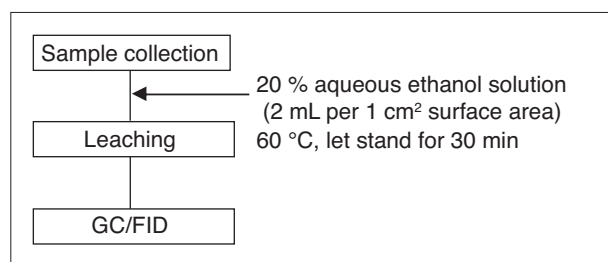 Sample collection
20 % aqueous ethanol solution
(2 mL per 1 cm² surface area)
Leaching
60 °C, let stand for 30 min
GC/FID